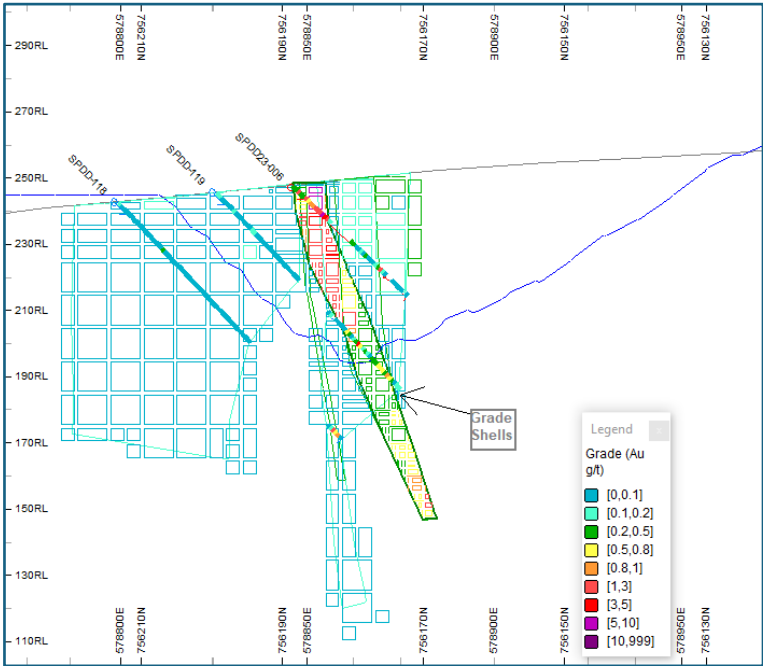 578800E
756210N
756190N
578850E
756170N
578900E
756150N
578950E
756130N
290RL
270RL
250RL
230RL
210RL
190RL
170RL
150RL
130RL
110RL
SPDD-118
SPDD-119
SPDD23-006
Grade
Shells
Legend
Grade (Au
g/t)
[0,0.1]
[0.1,0.2]
[0.2,0.5]
[0.5,0.8]
[0.8,1]
[1,3]
[3,5]
[5,10]
[10,999]
578800E
756210N
756190N
578850E
756170N
578900E
756150N
578950E
756130N